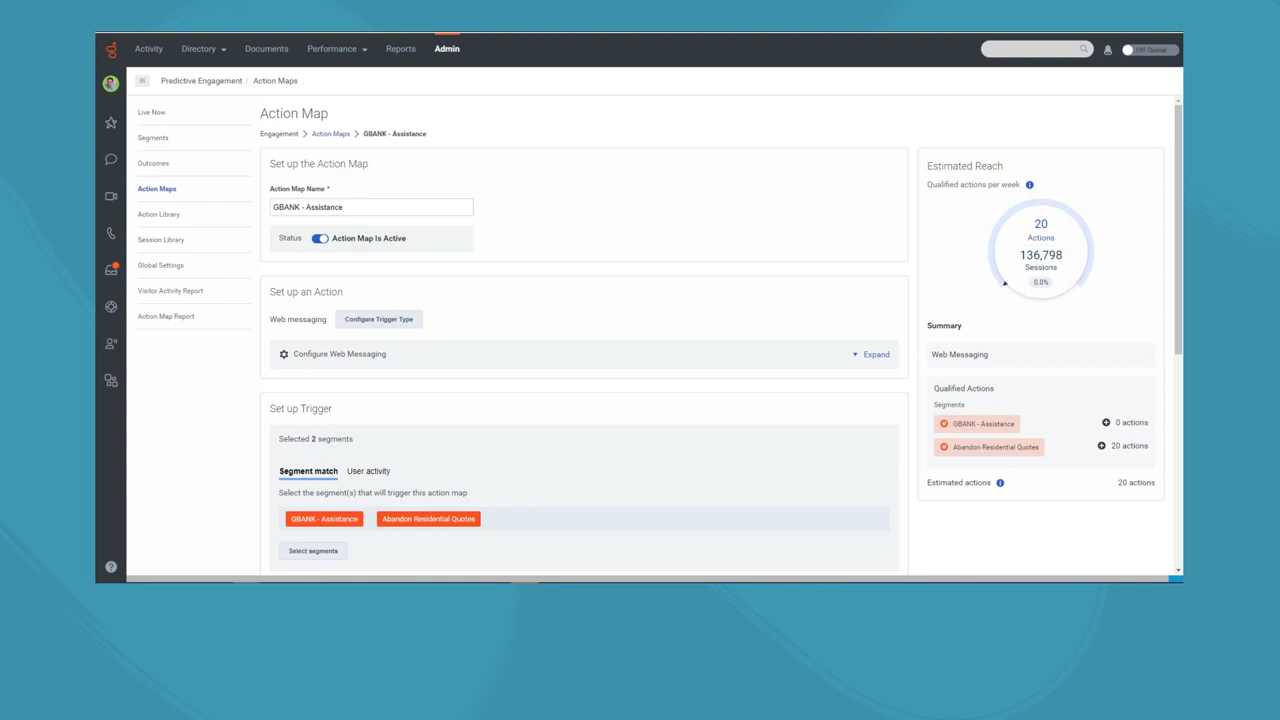 Activity Directory Documents Performance Reports Admin Off Queue
Predictive Engagement / Action Maps
Live Now
Segments
Outcomes
Action Maps
Action Library
Session Library
Global Settings
Visitor Activity Report
Action Map Report
Action Map
Engagement > Action Maps > GBANK - Assistance
Set up the Action Map
Action Map Name *
GBANK - Assistance
Status Action Map Is Active
Set up an Action
Web messaging Configure Trigger Type
Configure Web Messaging Expand
Set up Trigger
Selected 2 segments
Segment match User activity
Select the segment(s) that will trigger this action map
GBANK - Assistance Abandon Residential Quotes
Select segments
Estimated Reach
Qualified actions per week
20
Actions
136,798
Sessions
0.0%
Summary
Web Messaging
Qualified Actions
Segments
GBANK - Assistance 0 actions
Abandon Residential Quotes 20 actions
Estimated actions 20 actions